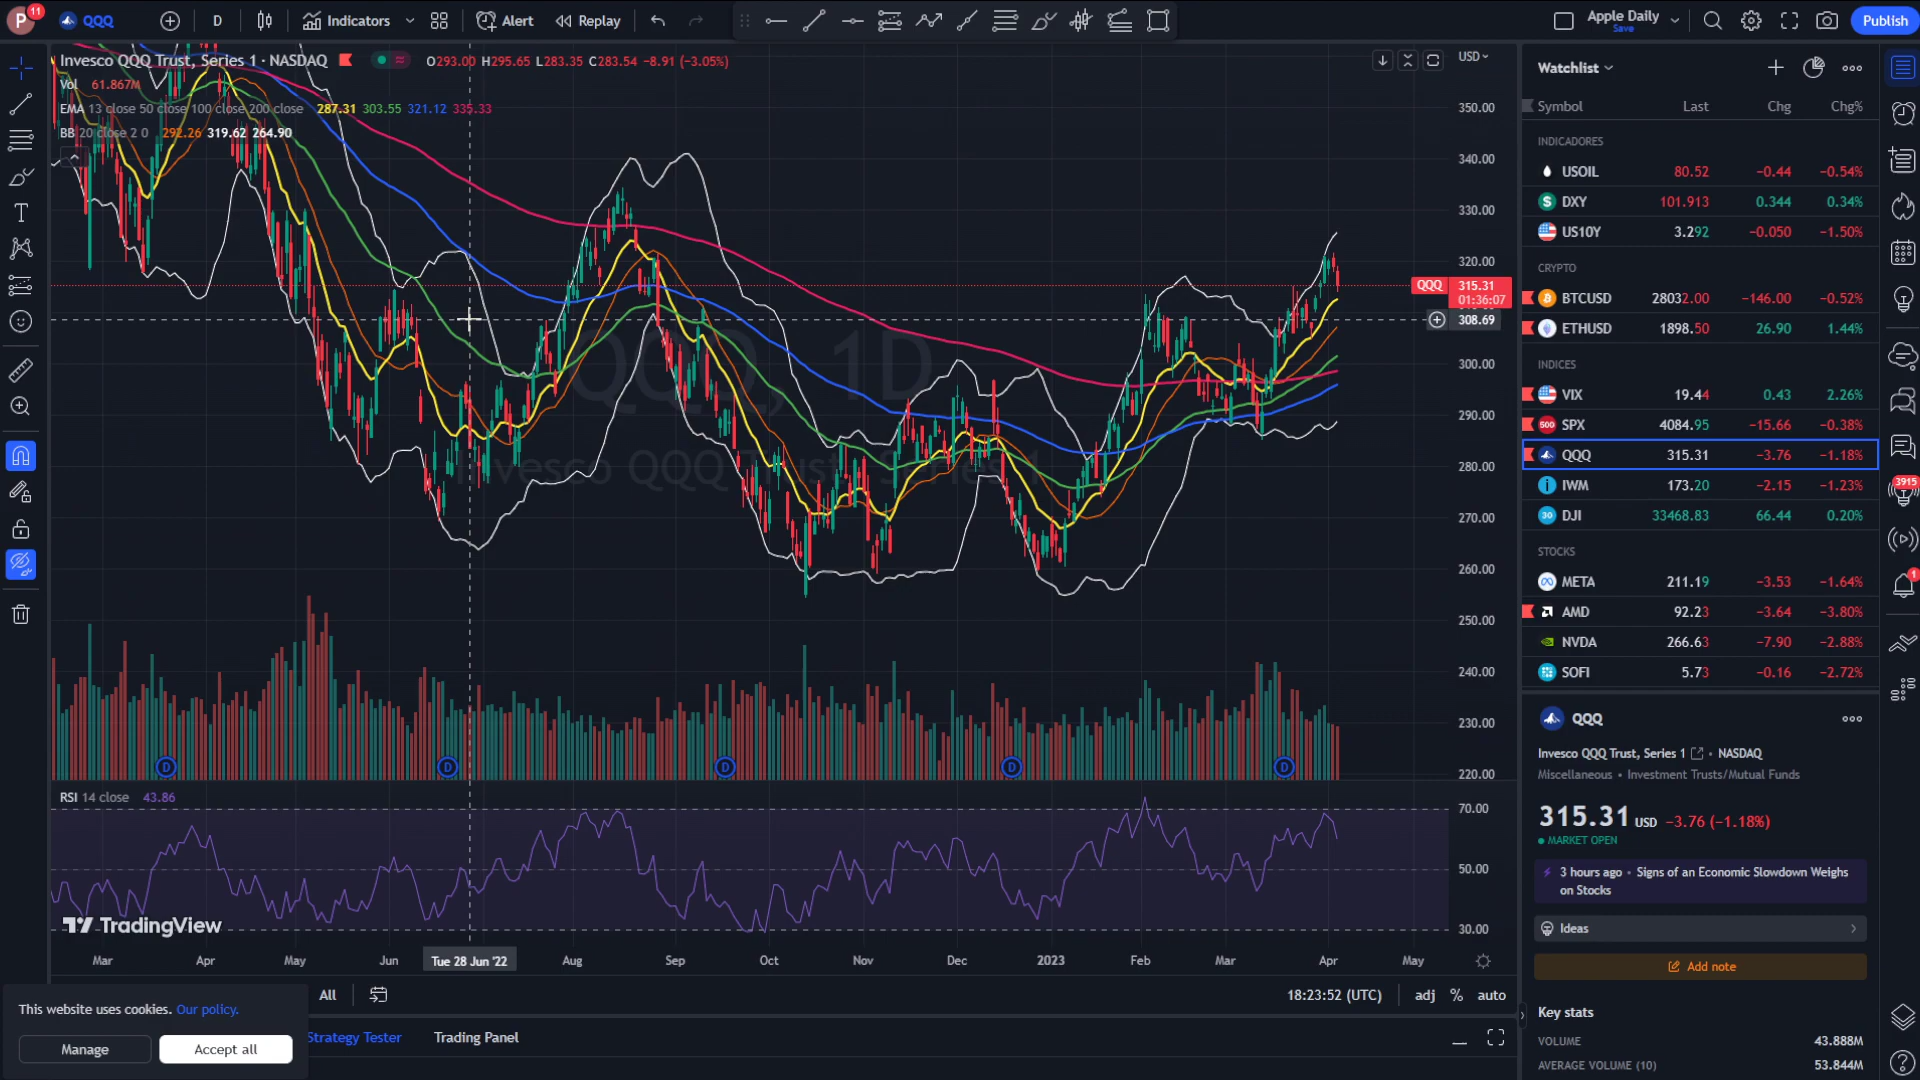 P 11 QQQ D Indicators Alert Replay Apple Daily Save Publish
Invesco QQQ Trust, Series 1 · NASDAQ O293.00 H295.65 L283.35 C283.54 −8.91 (−3.05%)
Vol 61.867M
EMA 13 close 50 close 100 close 200 close 287.31 303.55 321.12 335.33
BB 20 close 2 0 292.26 319.62 264.90
USD
350.00
340.00
330.00
320.00
QQQ 315.31
01:36:07
308.69
300.00
290.00
280.00
270.00
260.00
250.00
240.00
230.00
220.00
QQQ, 1D
Invesco QQQ Trust, Series 1
D D D D D
RSI 14 close 43.86
70.00
50.00
30.00
TradingView
Mar Apr May Jun Tue 28 Jun '22 Aug Sep Oct Nov Dec 2023 Feb Mar Apr May
All 18:23:52 (UTC) adj % auto
Strategy Tester Trading Panel
This website uses cookies. Our policy.
Manage Accept all
Watchlist
Symbol Last Chg Chg%
INDICADORES
USOIL 80.52 −0.44 −0.54%
$ DXY 101.913 0.344 0.34%
US10Y 3.292 −0.050 −1.50%
CRYPTO
BTCUSD 28032.00 −146.00 −0.52%
ETHUSD 1898.50 26.90 1.44%
INDICES
VIX 19.44 0.43 2.26%
500 SPX 4084.95 −15.66 −0.38%
QQQ 315.31 −3.76 −1.18%
IWM 173.20 −2.15 −1.23%
30 DJI 33468.83 66.44 0.20%
STOCKS
META 211.19 −3.53 −1.64%
AMD 92.23 −3.64 −3.80%
NVDA 266.63 −7.90 −2.88%
SOFI 5.73 −0.16 −2.72%
QQQ
Invesco QQQ Trust, Series 1 • NASDAQ
Miscellaneous • Investment Trusts/Mutual Funds
315.31 USD −3.76 (−1.18%)
MARKET OPEN
3 hours ago • Signs of an Economic Slowdown Weighs
on Stocks
Ideas
Add note
Key stats
VOLUME 43.888M
AVERAGE VOLUME (10) 53.844M
3915
1